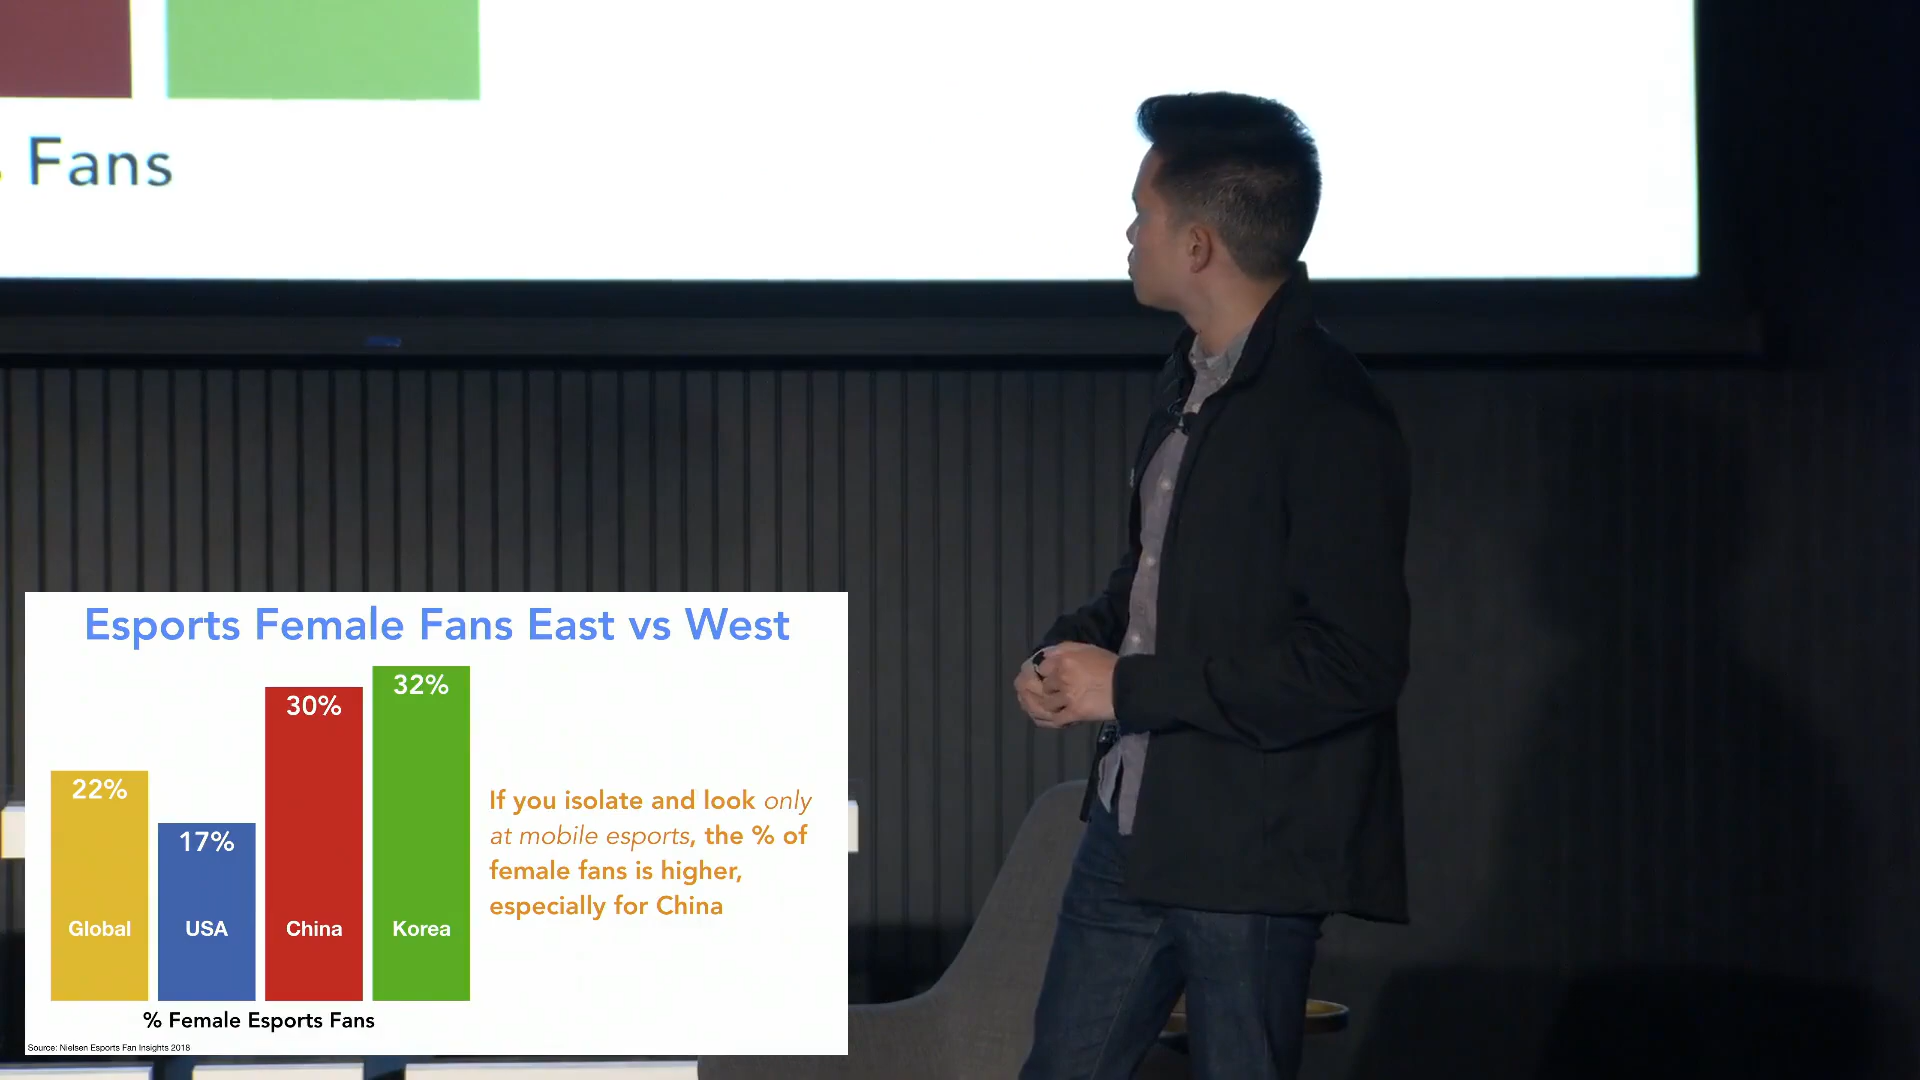 Fans
Esports Female Fans East vs West
32%
30%
22%
17%
If you isolate and look only
at mobile esports, the % of
female fans is higher,
especially for China
Global
USA
China
Korea
% Female Esports Fans
Source: Nielsen Esports Fan Insights 2018